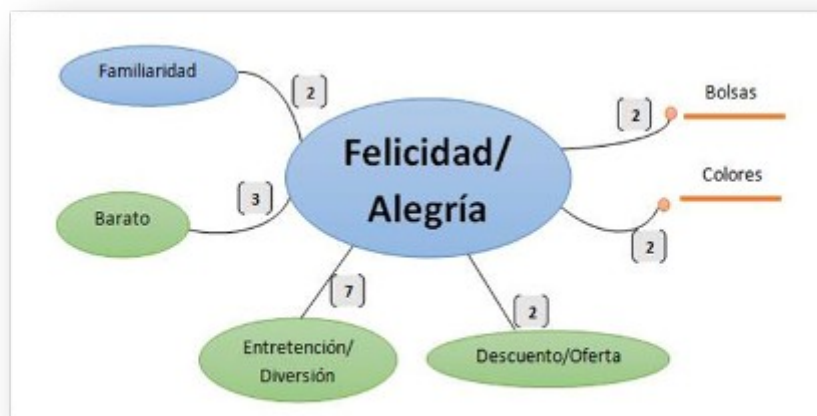 Familiaridad
[2]
Felicidad/
Alegría
[2]
Bolsas
Colores
[2]
Barato
[3]
[7]
[2]
Entretención/
Diversión
Descuento/Oferta